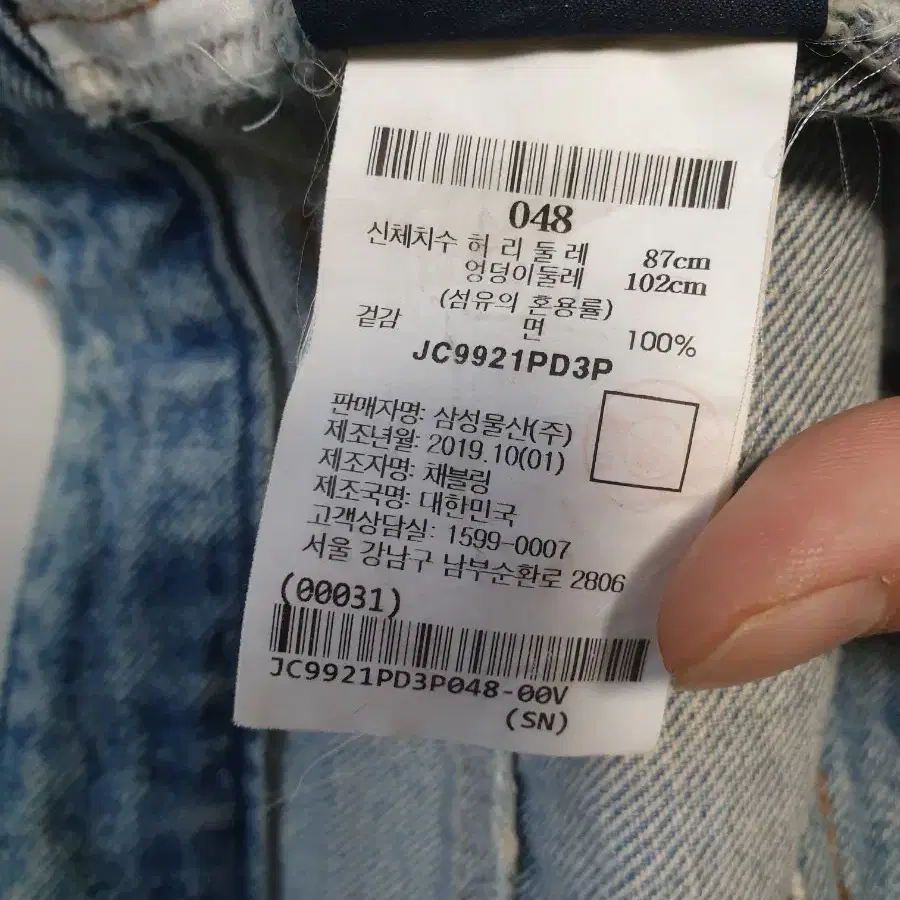 048
신체치수 허 리 둘 레 87cm
엉덩이둘레 102cm
(섬유의 혼용률)
겉감 면 100%
JC9921PD3P
판매자명: 삼성물산(주)
제조년월: 2019.10(01)
제조자명: 채블링
제조국명: 대한민국
고객상담실: 1599-0007
서울 강남구 남부순환로 2806
(00031)
JC9921PD3P048-00V
(SN)